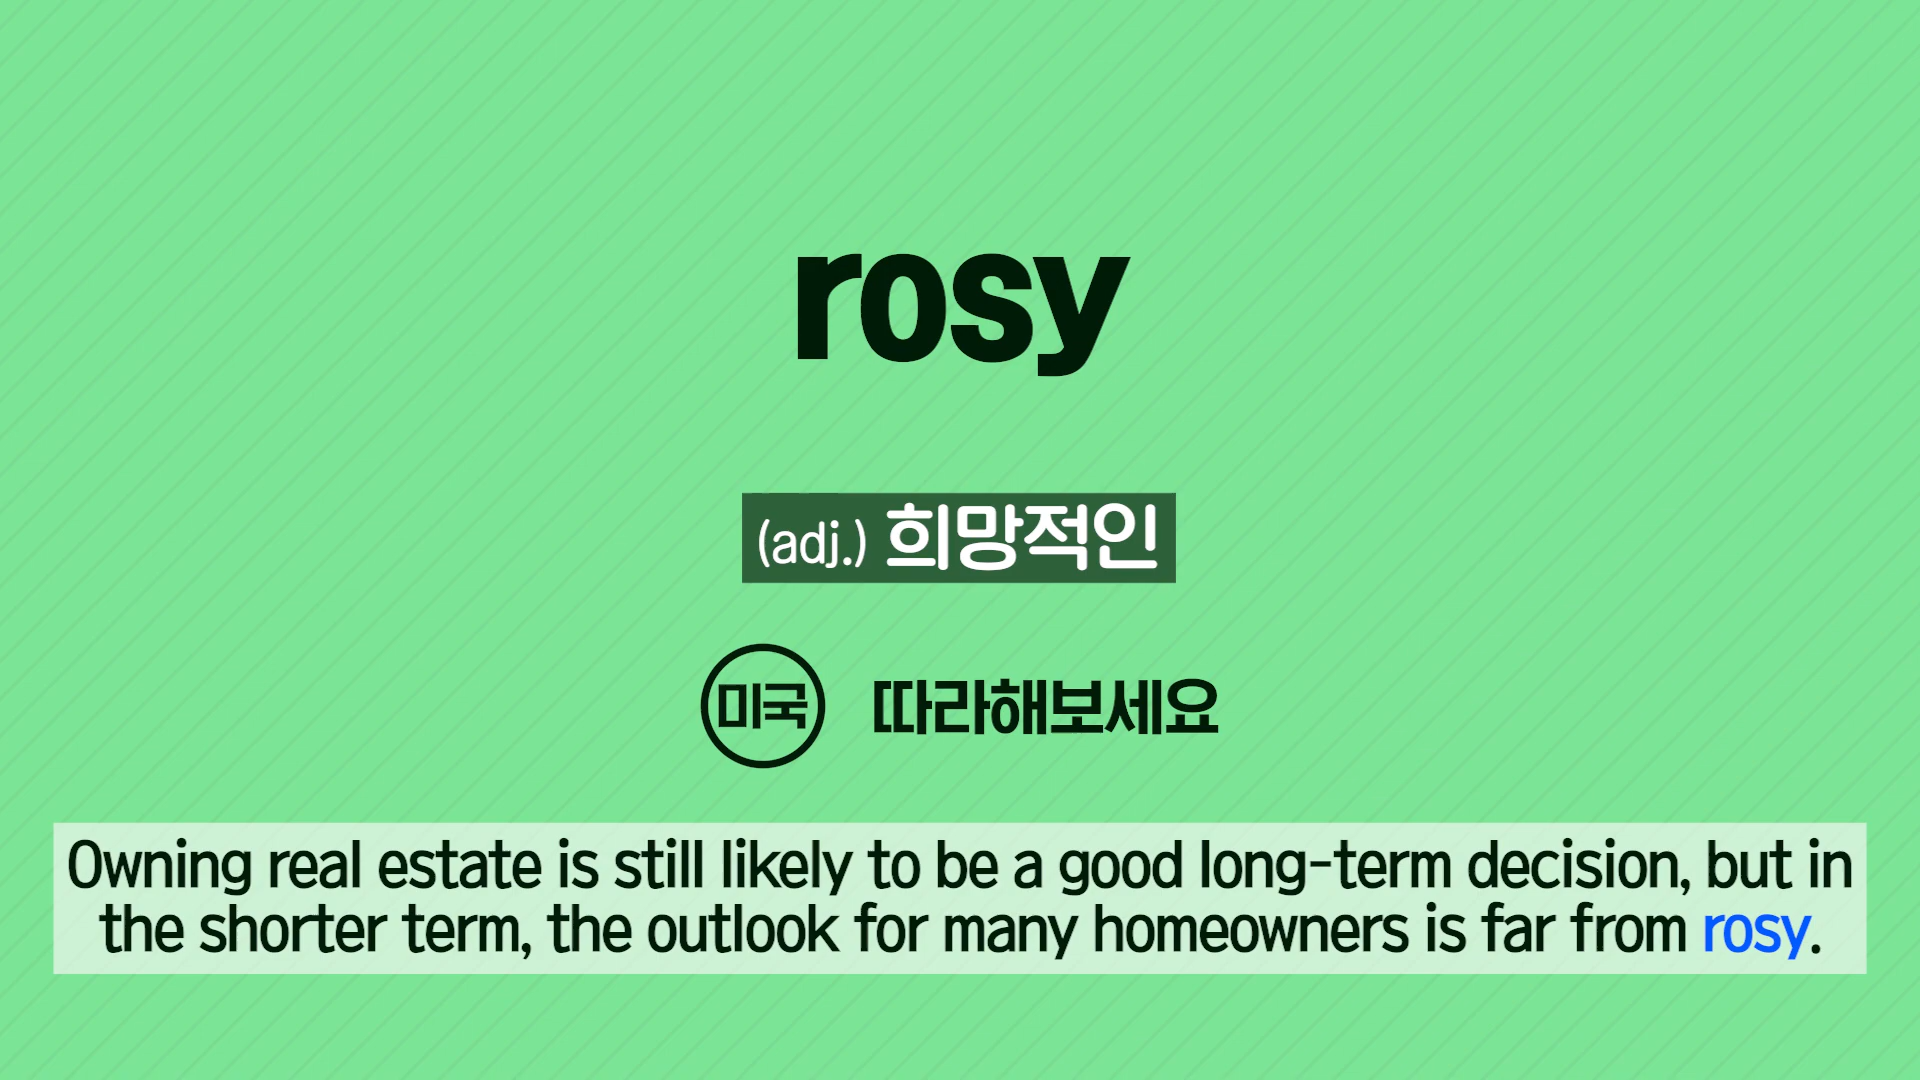 rosy
(adj.) 희망적인
미국 따라해보세요
Owning real estate is still likely to be a good long-term decision, but in
the shorter term, the outlook for many homeowners is far from rosy.